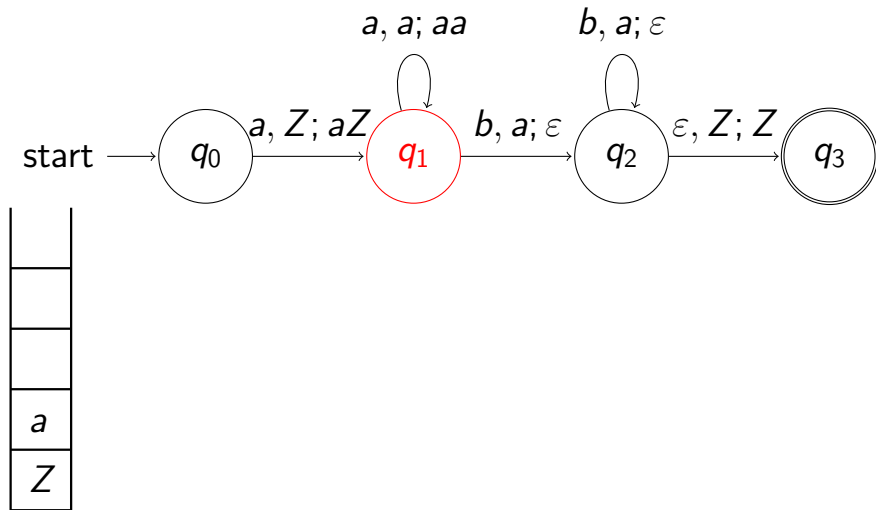 a, a; aa b, a; ε
start q₀ a, Z; aZ q₁ b, a; ε q₂ ε, Z; Z q₃
a
Z